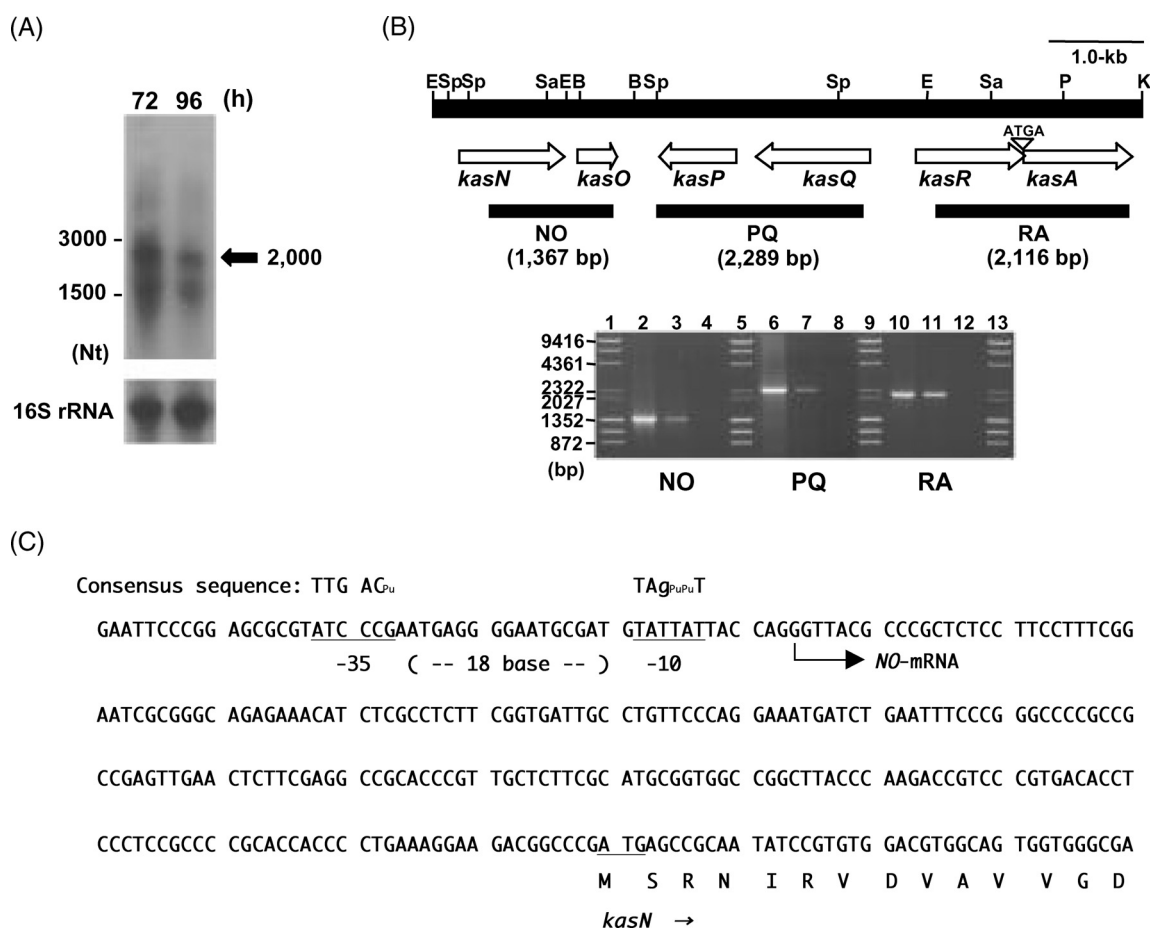 (A)
72 96 (h)
3000
2,000
1500
(Nt)
16S rRNA
(B)
1.0-kb
E Sp Sp Sa E B B Sp Sp E Sa P K
ATGA
kasN kasO kasP kasQ kasR kasA
NO PQ RA
(1,367 bp) (2,289 bp) (2,116 bp)
1 2 3 4 5 6 7 8 9 10 11 12 13
9416
4361
2322
2027
1352
872
(bp)
NO PQ RA
(C)
Consensus sequence: TTG ACPu TAgPuPuT
GAATTCCCGG AGCGCGTATC CCGAATGAGG GGAATGCGAT GTATTATTACC CAGGGTTACG CCCGCTCTCC TTCCTTTCGG
-35 ( -- 18 base -- ) -10 NO-mRNA
AATCGCGGGC AGAGAAACAT CTCGCCTCTT CGGTGATTGC CTGTTCCCAG GAAATGATCT GAATTTCCCG GGCCCCGCCG
CCGAGTTGAA CTCTTCGAGG CCGCACCCGT TGCTCTTCGC ATGCGGTGGC CGGCTTACCC AAGACCGTCC CGTGACACCT
CCCTCCGCCC CGCACCACCC CTGAAAGGAA GACGGCCCGA TGAGCCGCAA TATCCGTGTG GACGTGGCAG TGGTGGGCGA
M S R N I R V D V A V V G D
kasN →